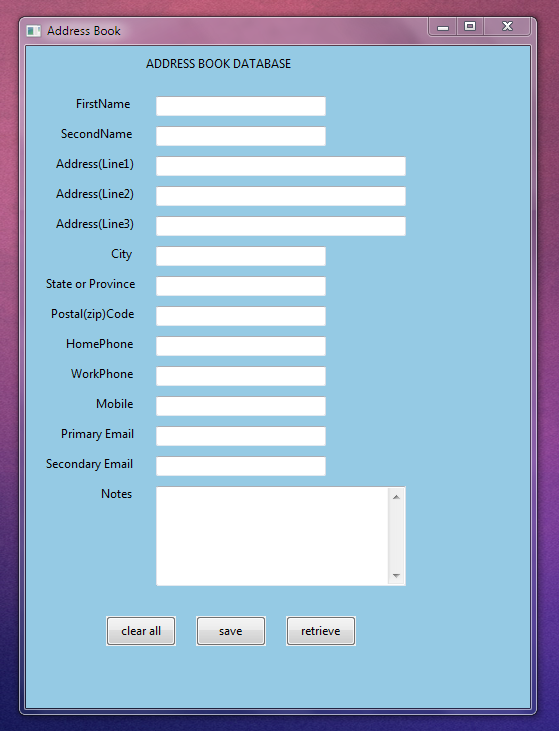 Address Book
ADDRESS BOOK DATABASE
FirstName
SecondName
Address(Line1)
Address(Line2)
Address(Line3)
City
State or Province
Postal(zip)Code
HomePhone
WorkPhone
Mobile
Primary Email
Secondary Email
Notes
clear all save retrieve